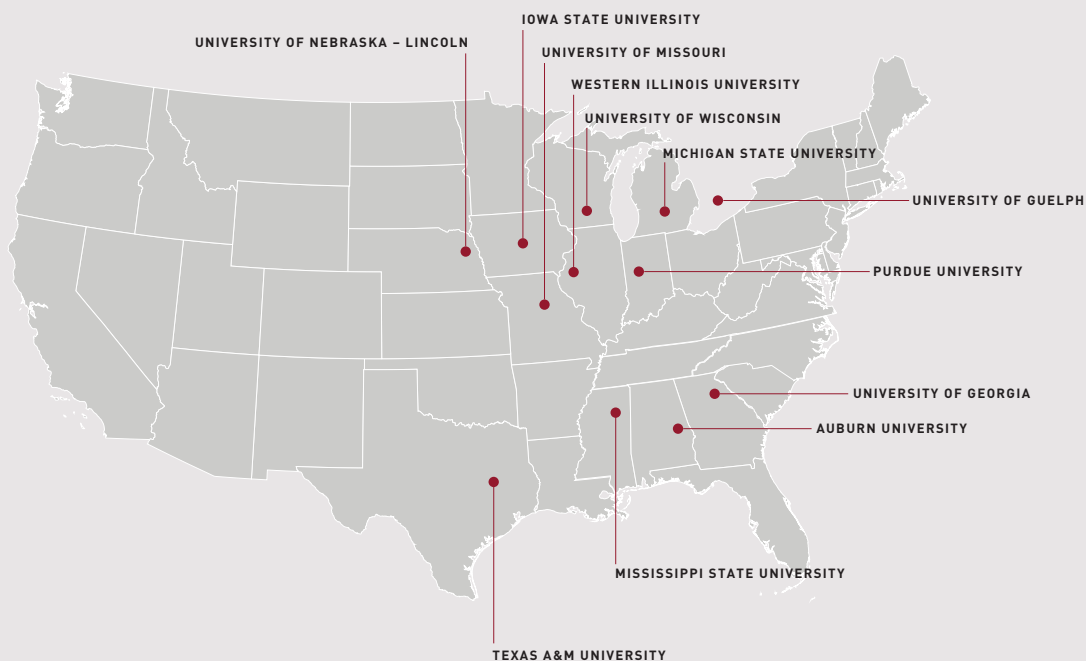 IOWA STATE UNIVERSITY
UNIVERSITY OF NEBRASKA – LINCOLN
UNIVERSITY OF MISSOURI
WESTERN ILLINOIS UNIVERSITY
UNIVERSITY OF WISCONSIN
MICHIGAN STATE UNIVERSITY
UNIVERSITY OF GUELPH
PURDUE UNIVERSITY
UNIVERSITY OF GEORGIA
AUBURN UNIVERSITY
MISSISSIPPI STATE UNIVERSITY
TEXAS A&M UNIVERSITY